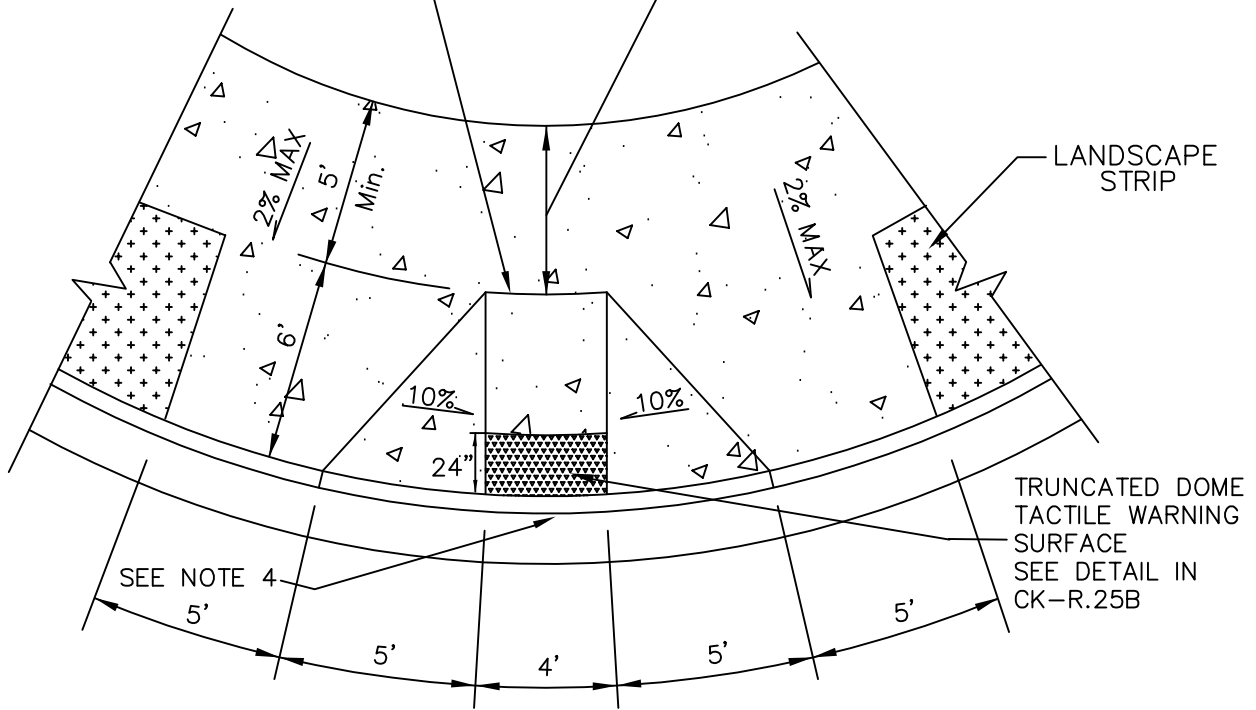 2% MAX
5'
Min.
2% MAX
LANDSCAPE
STRIP
6'
10%
10%
24"
TRUNCATED DOME
TACTILE WARNING
SURFACE
SEE DETAIL IN
CK-R.25B
SEE NOTE 4
5'
5'
4'
5'
5'